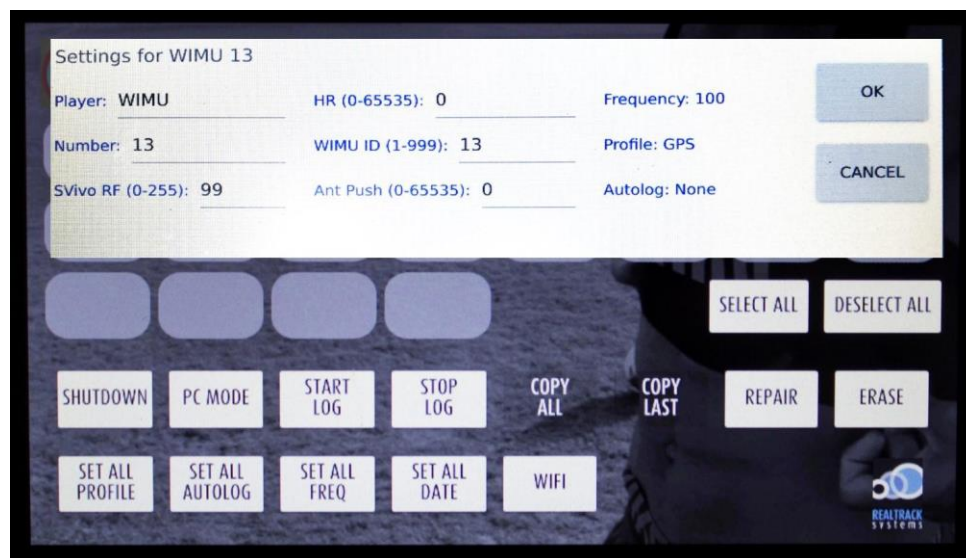 Settings for WIMU 13
Player: WIMU
HR (0-65535): 0
Frequency: 100
OK
Number: 13
WIMU ID (1-999): 13
Profile: GPS
CANCEL
SVivo RF (0-255): 99
Ant Push (0-65535): 0
Autolog: None
SELECT ALL
DESELECT ALL
SHUTDOWN
PC MODE
START
LOG
STOP
LOG
COPY
ALL
COPY
LAST
REPAIR
ERASE
SET ALL
PROFILE
SET ALL
AUTOLOG
SET ALL
FREQ
SET ALL
DATE
WIFI
REALTRACK
systems